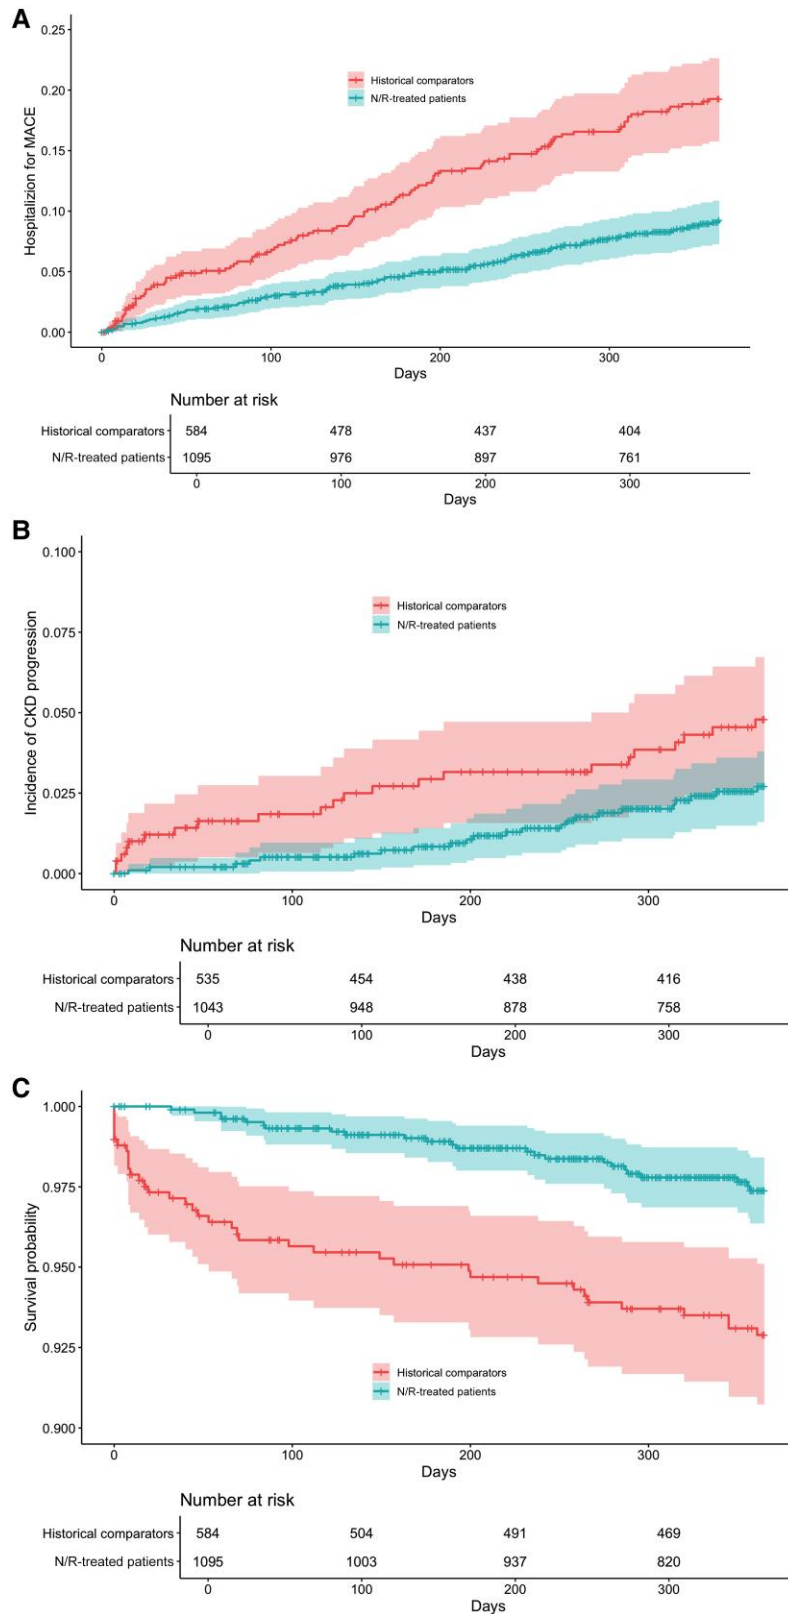 A
0.25
0.20
0.15
0.10
0.05
0.00
Hospitalizion for MACE
Historical comparators
N/R-treated patients
0 100 200 300
Days
Number at risk
Historical comparators 584 478 437 404
N/R-treated patients 1095 976 897 761
0 100 200 300
Days
B
0.100
0.075
0.050
0.025
0.000
Incidence of CKD progression
Historical comparators
N/R-treated patients
0 100 200 300
Days
Number at risk
Historical comparators 535 454 438 416
N/R-treated patients 1043 948 878 758
0 100 200 300
Days
C
1.000
0.975
0.950
0.925
0.900
Survival probability
Historical comparators
N/R-treated patients
0 100 200 300
Days
Number at risk
Historical comparators 584 504 491 469
N/R-treated patients 1095 1003 937 820
0 100 200 300
Days